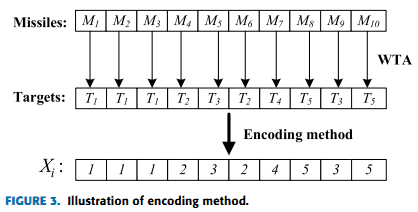 Missiles: M1 M2 M3 M4 M5 M6 M7 M8 M9 M10
WTA
Targets: T1 T1 T1 T2 T3 T2 T4 T5 T3 T5
Encoding method
Xi: 1 1 1 2 3 2 4 5 3 5
FIGURE 3. Illustration of encoding method.